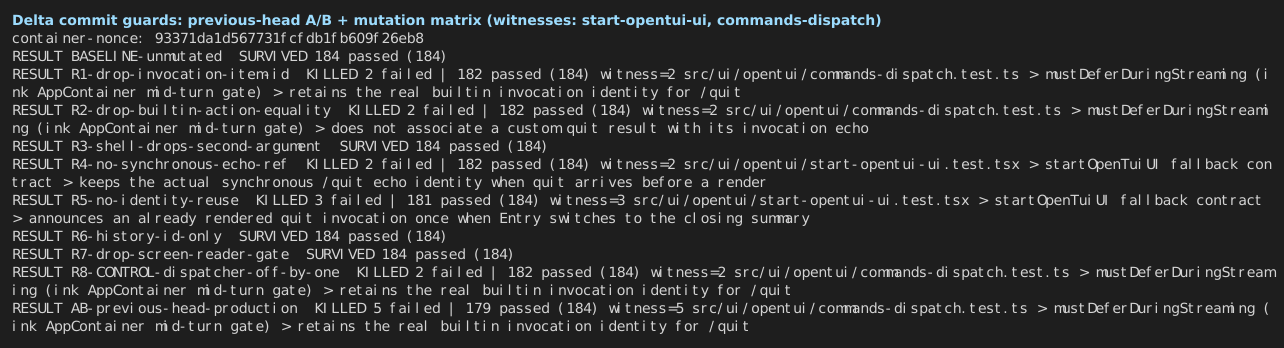 Delta commit guards: previous-head A/B + mutation matrix (witnesses: start-opentui-ui, commands-dispatch)
container-nonce: 93371da1d567731fcfdb1fb609f26eb8
RESULT BASELINE-unmutated SURVIVED 184 passed (184)
RESULT R1-drop-invocation-item-id KILLED 2 failed | 182 passed (184) witness=2 src/ui/opentui/commands-dispatch.test.ts > mustDeferDuringStreaming (i
nk AppContainer mid-turn gate) > retains the real builtin invocation identity for /quit
RESULT R2-drop-builtin-action-equality KILLED 2 failed | 182 passed (184) witness=2 src/ui/opentui/commands-dispatch.test.ts > mustDeferDuringStreami
ng (ink AppContainer mid-turn gate) > does not associate a custom quit result with its invocation echo
RESULT R3-shell-drops-second-argument SURVIVED 184 passed (184)
RESULT R4-no-synchronous-echo-ref KILLED 2 failed | 182 passed (184) witness=2 src/ui/opentui/start-opentui-ui.test.tsx > startOpenTuiUI fallback con
tract > keeps the actual synchronous /quit echo identity when quit arrives before a render
RESULT R5-no-identity-reuse KILLED 3 failed | 181 passed (184) witness=3 src/ui/opentui/start-opentui-ui.test.tsx > startOpenTuiUI fallback contract
> announces an already rendered quit invocation once when Entry switches to the closing summary
RESULT R6-history-id-only SURVIVED 184 passed (184)
RESULT R7-drop-screen-reader-gate SURVIVED 184 passed (184)
RESULT R8-CONTROL-dispatcher-off-by-one KILLED 2 failed | 182 passed (184) witness=2 src/ui/opentui/commands-dispatch.test.ts > mustDeferDuringStream
ing (ink AppContainer mid-turn gate) > retains the real builtin invocation identity for /quit
RESULT AB-previous-head-production KILLED 5 failed | 179 passed (184) witness=5 src/ui/opentui/commands-dispatch.test.ts > mustDeferDuringStreaming (
ink AppContainer mid-turn gate) > retains the real builtin invocation identity for /quit